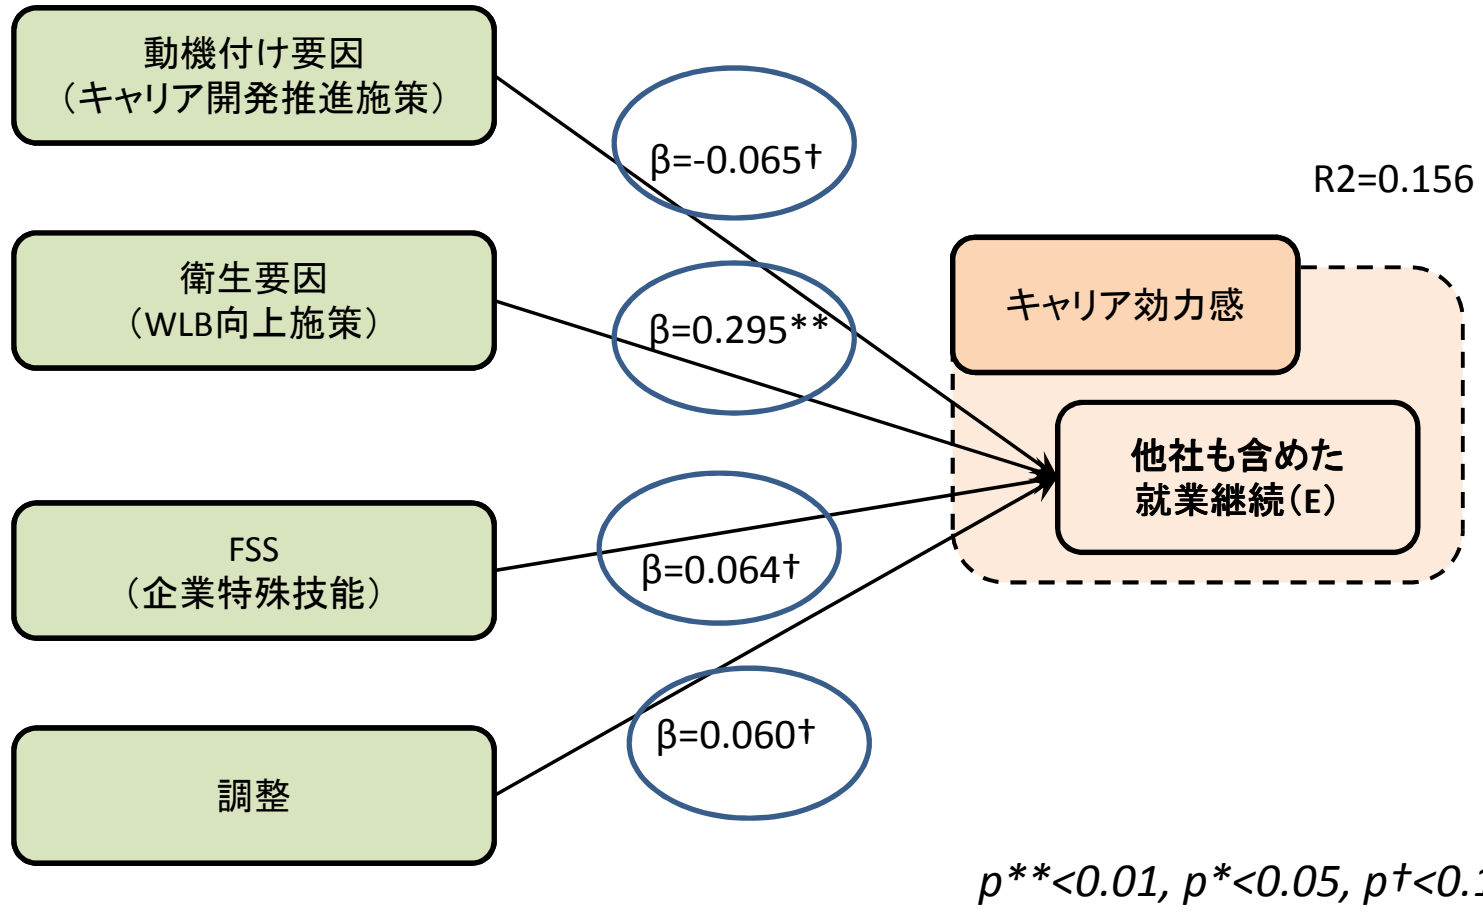 動機付け要因
（キャリア開発推進施策）
β=-0.065†
R2=0.156
衛生要因
（WLB向上施策）
β=0.295**
キャリア効力感
他社も含めた
就業継続（E）
FSS
（企業特殊技能）
β=0.064†
調整
β=0.060†
p**<0.01, p*<0.05, p†<0.1